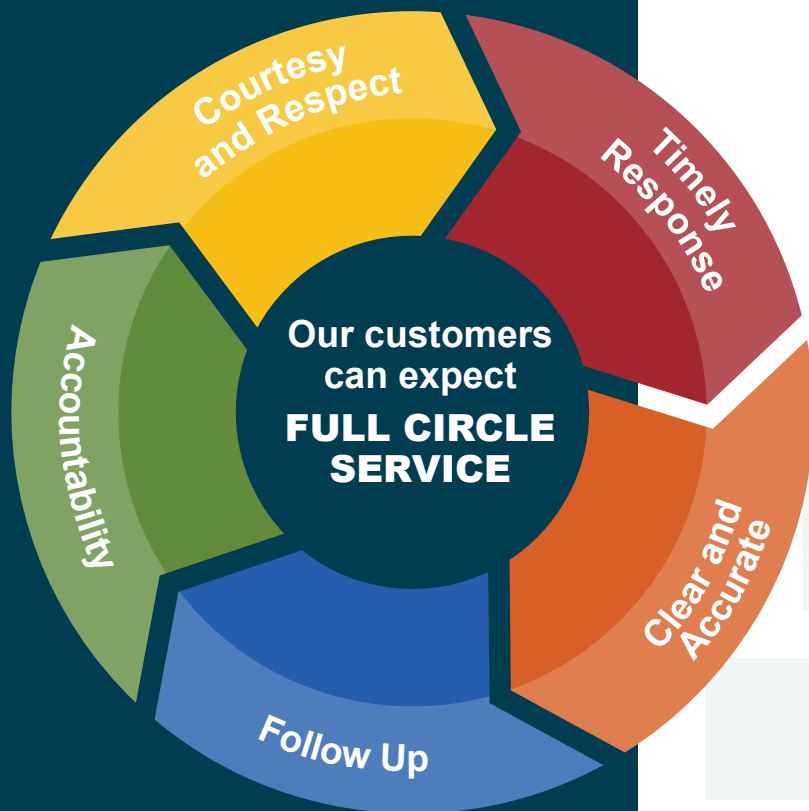 Courtesy
and Respect
Timely
Response
Our customers
can expect
FULL CIRCLE
SERVICE
Clear and
Accurate
Follow Up
Accountability